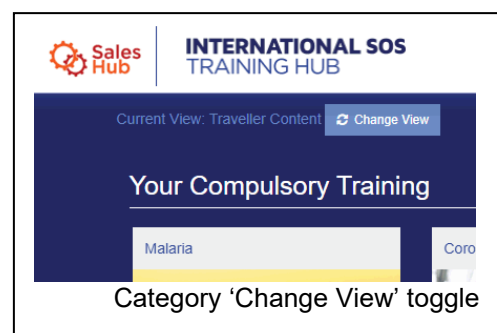 Sales
Hub
INTERNATIONAL SOS
TRAINING HUB
Current View: Traveller Content Change View
Your Compulsory Training
Malaria
Coro
Category ‘Change View’ toggle